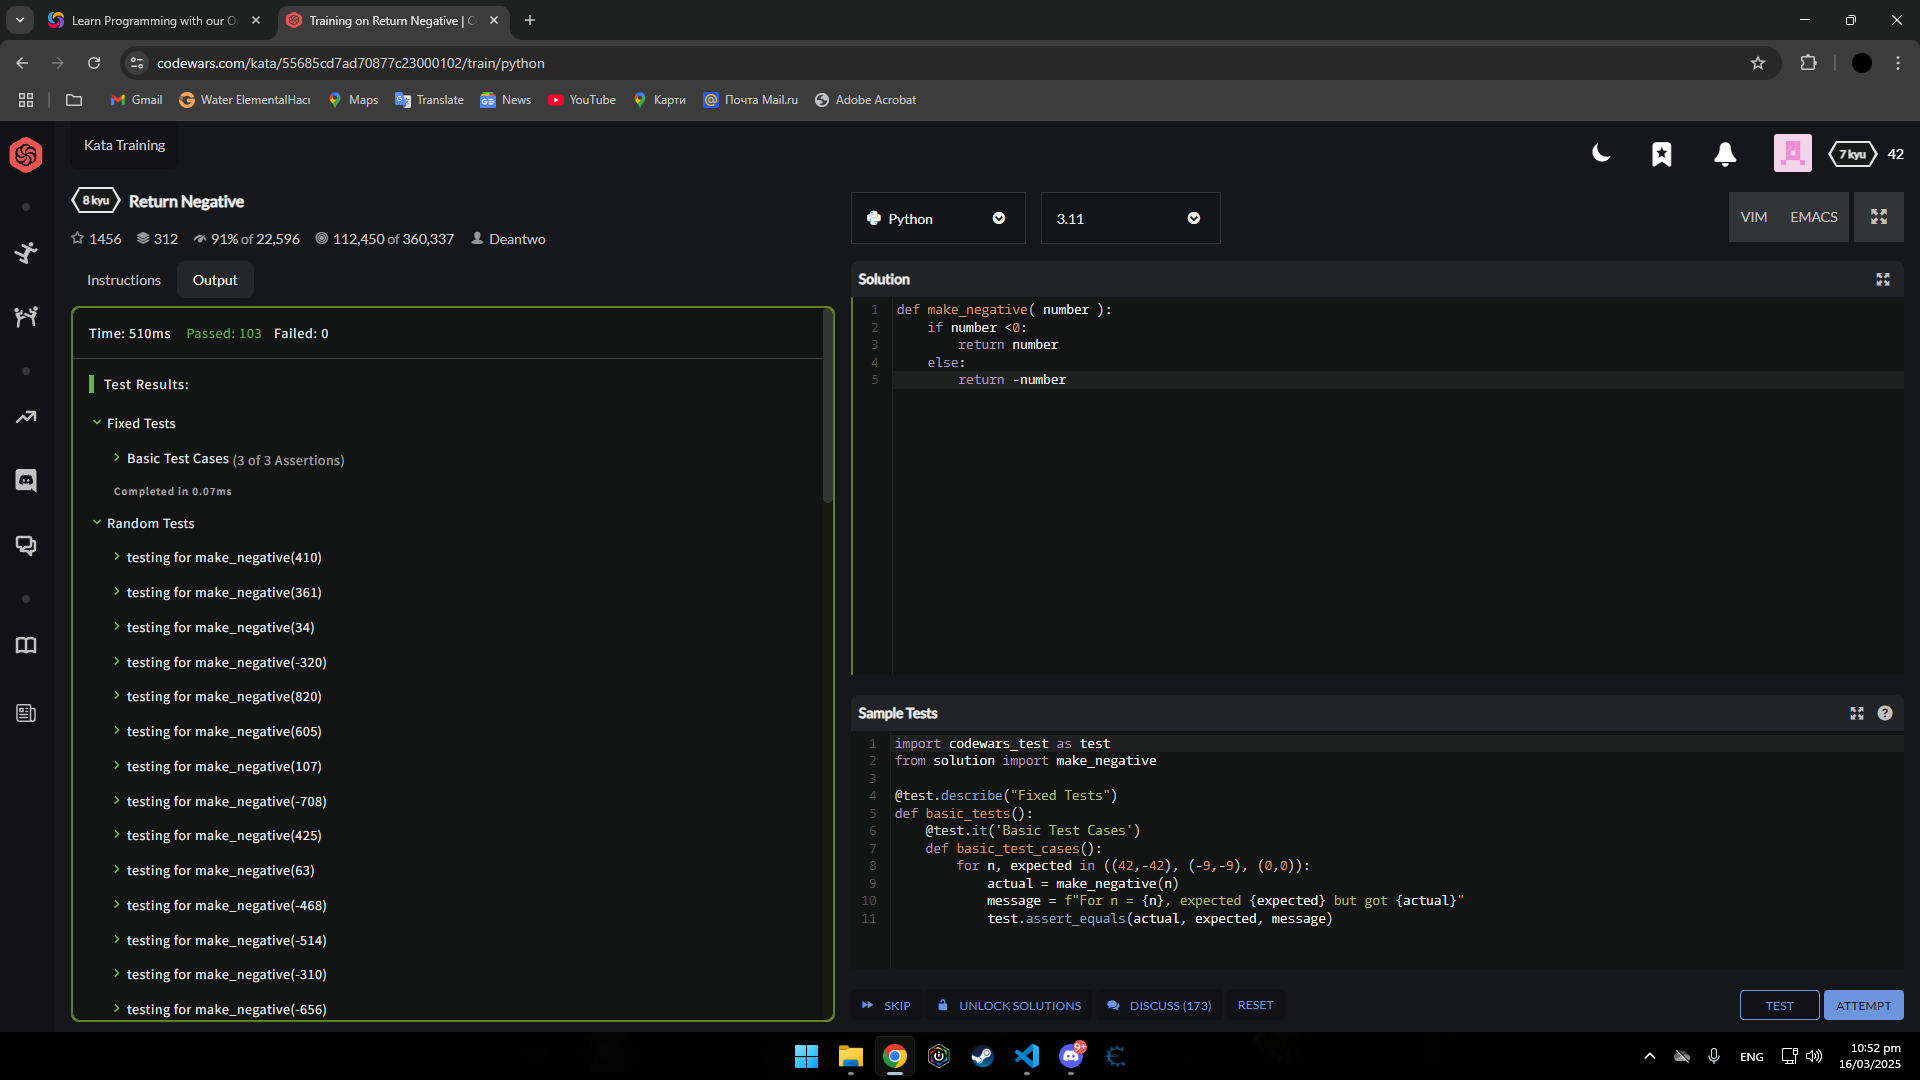 Learn Programming with our O
Training on Return Negative | C
codewars.com/kata/55685cd7ad70877c23000102/train/python
Gmail
Water ElementalHacı
Maps
Translate
News
YouTube
Карти
Почта Mail.ru
Adobe Acrobat
Kata Training
7 kyu
42
8 kyu
Return Negative
1456
312
91% of 22,596
112,450 of 360,337
Deantwo
Python
3.11
VIM
EMACS
Instructions
Output
Time: 510ms Passed: 103 Failed: 0
Test Results:
Fixed Tests
Basic Test Cases (3 of 3 Assertions)
Completed in 0.07ms
Random Tests
testing for make_negative(410)
testing for make_negative(361)
testing for make_negative(34)
testing for make_negative(-320)
testing for make_negative(820)
testing for make_negative(605)
testing for make_negative(107)
testing for make_negative(-708)
testing for make_negative(425)
testing for make_negative(63)
testing for make_negative(-468)
testing for make_negative(-514)
testing for make_negative(-310)
testing for make_negative(-656)
Solution
1 def make_negative( number ):
2     if number <0:
3         return number
4     else:
5         return -number
Sample Tests
1 import codewars_test as test
2 from solution import make_negative
3
4 @test.describe("Fixed Tests")
5 def basic_tests():
6     @test.it('Basic Test Cases')
7     def basic_test_cases():
8         for n, expected in ((42,-42), (-9,-9), (0,0)):
9             actual = make_negative(n)
10             message = f"For n = {n}, expected {expected} but got {actual}"
11             test.assert_equals(actual, expected, message)
SKIP
UNLOCK SOLUTIONS
DISCUSS (173)
RESET
TEST
ATTEMPT
9+
ENG
10:52 pm
16/03/2025